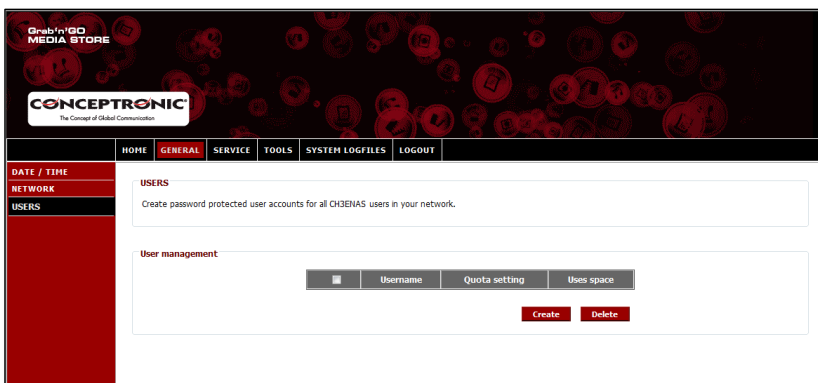 Grab'n'GO
MEDIA STORE
CONCEPTRONIC®
The Concept of Global Communication
HOME GENERAL SERVICE TOOLS SYSTEM LOGFILES LOGOUT
DATE / TIME
NETWORK
USERS
USERS
Create password protected user accounts for all CH3ENAS users in your network.
User management
Username Quota setting Uses space
Create Delete